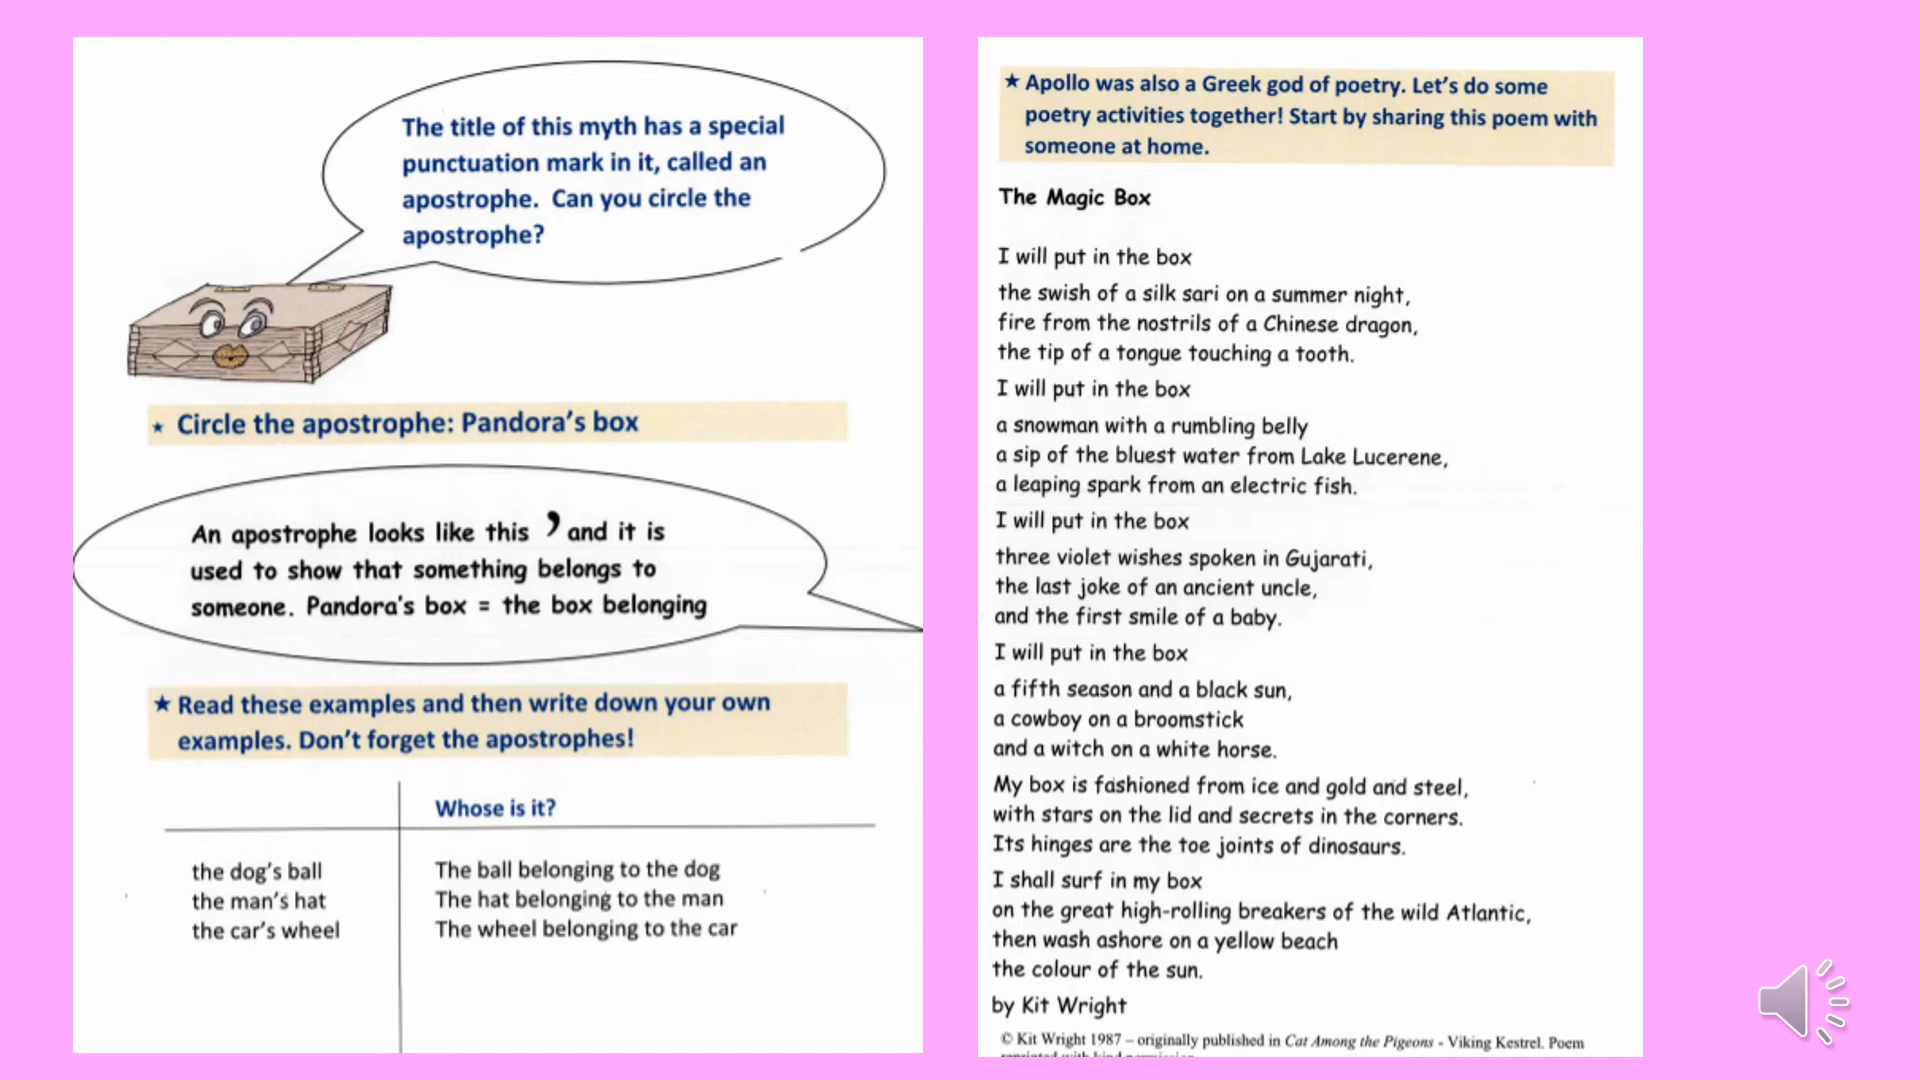 The title of this myth has a special
punctuation mark in it, called an
apostrophe. Can you circle the
apostrophe?
★ Circle the apostrophe: Pandora's box
An apostrophe looks like this ’ and it is
used to show that something belongs to
someone. Pandora's box = the box belonging
★ Read these examples and then write down your own
examples. Don't forget the apostrophes!
Whose is it?
the dog's ball The ball belonging to the dog
the man's hat The hat belonging to the man
the car's wheel The wheel belonging to the car
★ Apollo was also a Greek god of poetry. Let's do some
poetry activities together! Start by sharing this poem with
someone at home.
The Magic Box
I will put in the box
the swish of a silk sari on a summer night,
fire from the nostrils of a Chinese dragon,
the tip of a tongue touching a tooth.
I will put in the box
a snowman with a rumbling belly
a sip of the bluest water from Lake Lucerene,
a leaping spark from an electric fish.
I will put in the box
three violet wishes spoken in Gujarati,
the last joke of an ancient uncle,
and the first smile of a baby.
I will put in the box
a fifth season and a black sun,
a cowboy on a broomstick
and a witch on a white horse.
My box is fashioned from ice and gold and steel,
with stars on the lid and secrets in the corners.
Its hinges are the toe joints of dinosaurs.
I shall surf in my box
on the great high-rolling breakers of the wild Atlantic,
then wash ashore on a yellow beach
the colour of the sun.
by Kit Wright
© Kit Wright 1987 – originally published in Cat Among the Pigeons - Viking Kestrel. Poem